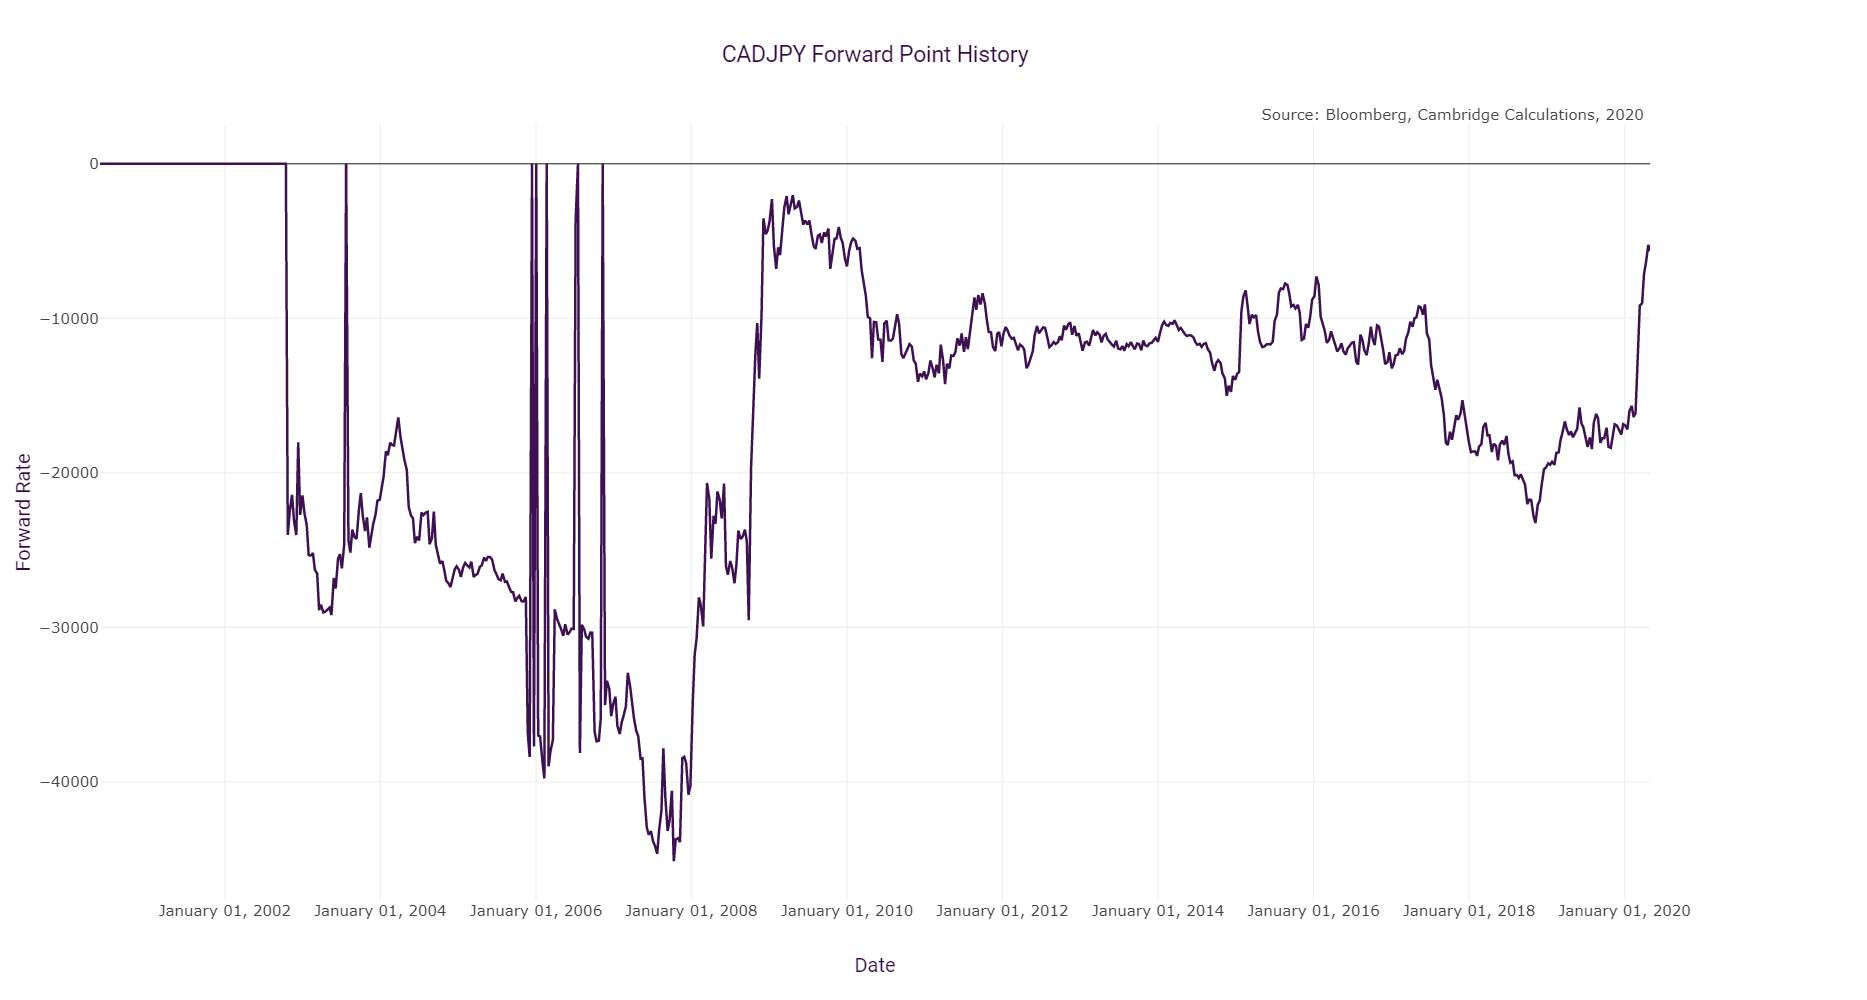 CADJPY Forward Point History
Source: Bloomberg, Cambridge Calculations, 2020
0
−10000
−20000
−30000
−40000
Forward Rate
January 01, 2002
January 01, 2004
January 01, 2006
January 01, 2008
January 01, 2010
January 01, 2012
January 01, 2014
January 01, 2016
January 01, 2018
January 01, 2020
Date